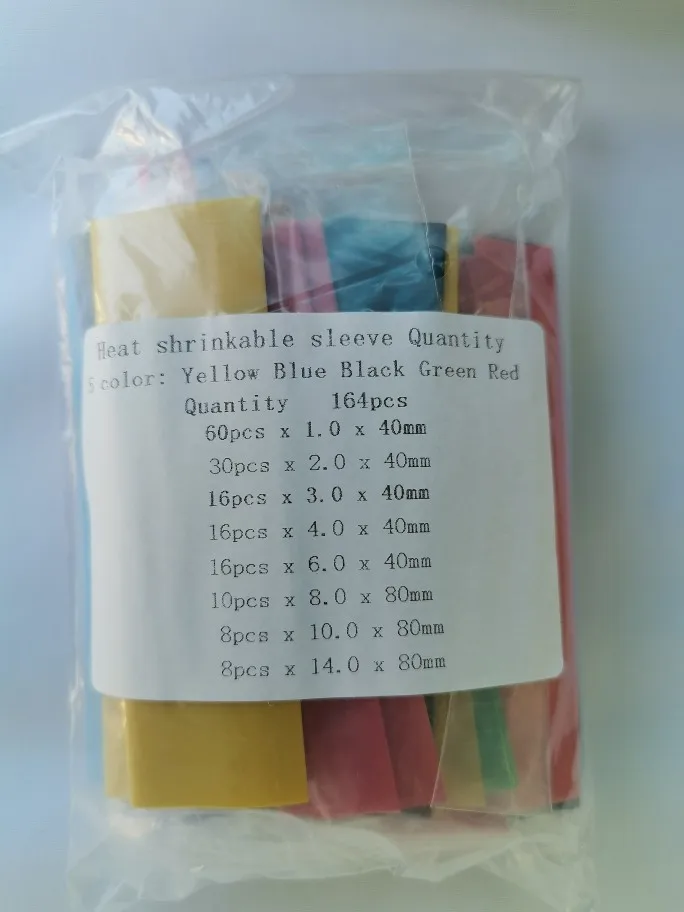 Heat shrinkable sleeve Quantity
5 color: Yellow Blue Black Green Red
Quantity 164pcs
60pcs x 1.0 x 40mm
30pcs x 2.0 x 40mm
16pcs x 3.0 x 40mm
16pcs x 4.0 x 40mm
16pcs x 6.0 x 40mm
10pcs x 8.0 x 80mm
8pcs x 10.0 x 80mm
8pcs x 14.0 x 80mm